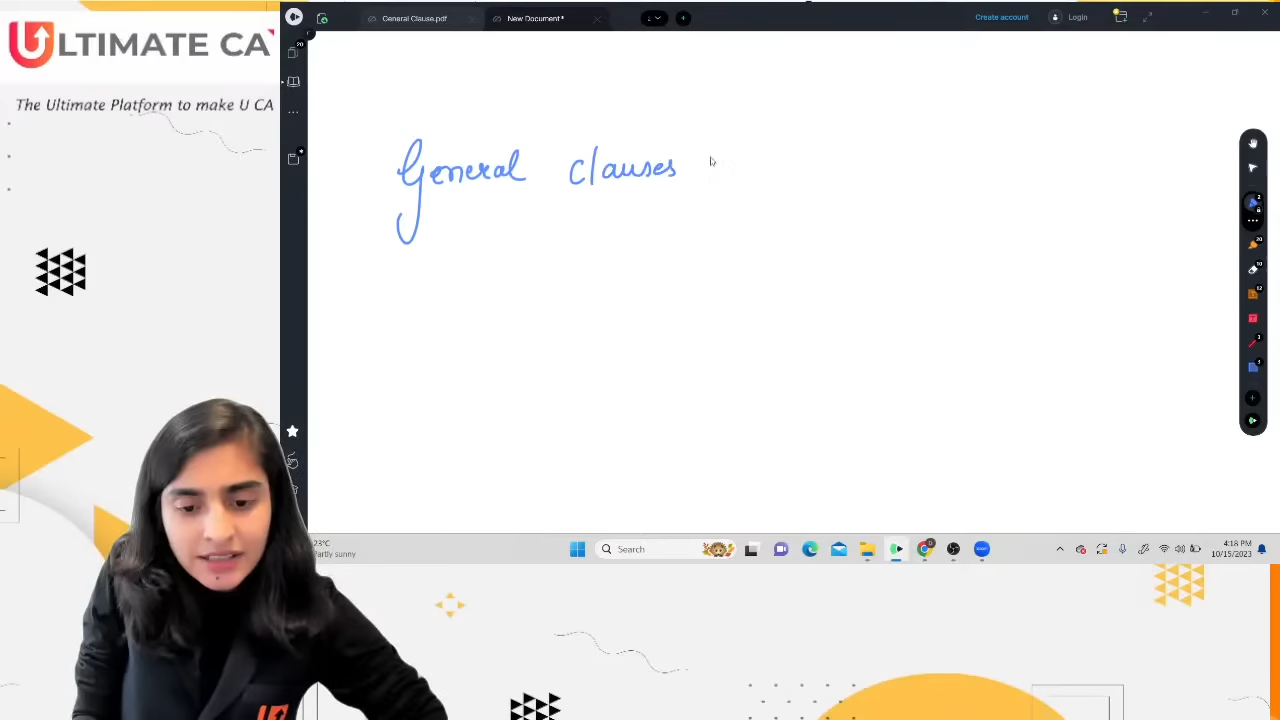 ULTIMATE CA
The Ultimate Platform to make U CA
General Clause.pdf
New Document*
Create account
Login
General clauses
23°C
Partly sunny
Search
4:18 PM
10/15/2023